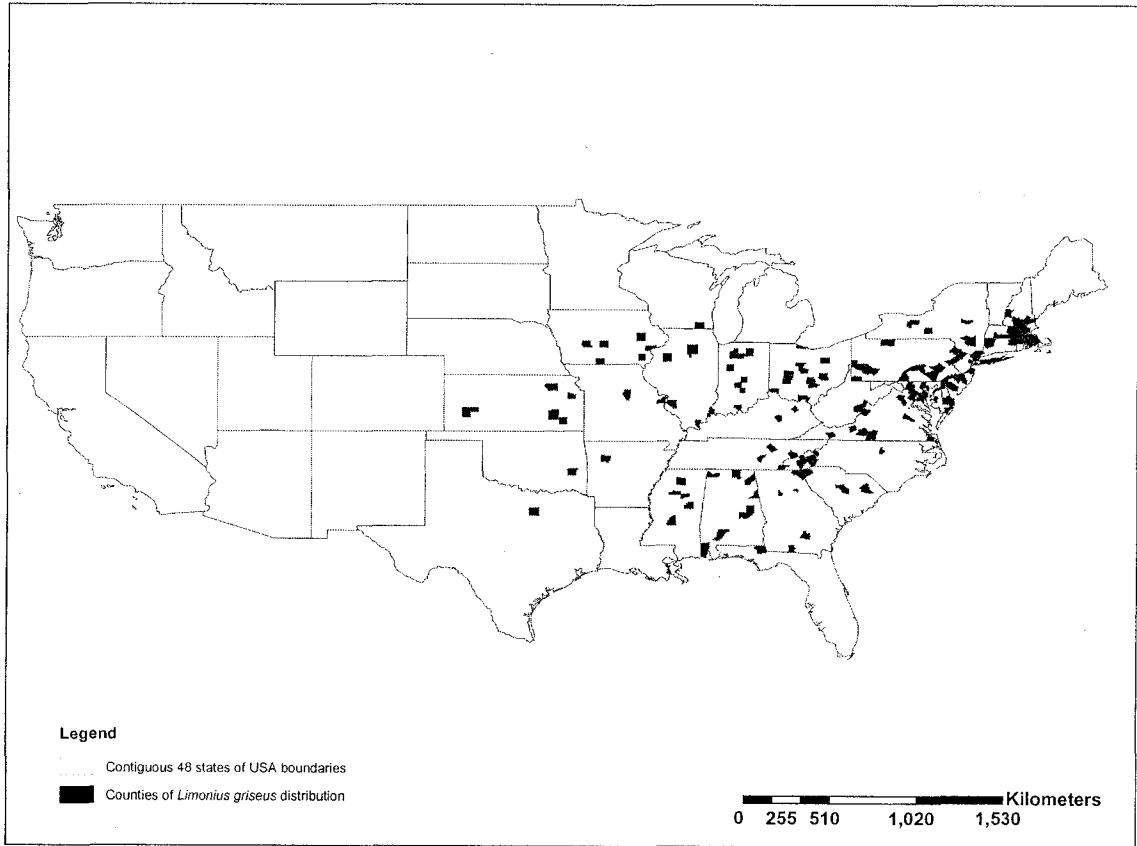 Legend
Contiguous 48 states of USA boundaries
Counties of Limonius griseus distribution
Kilometers
0 255 510 1,020 1,530